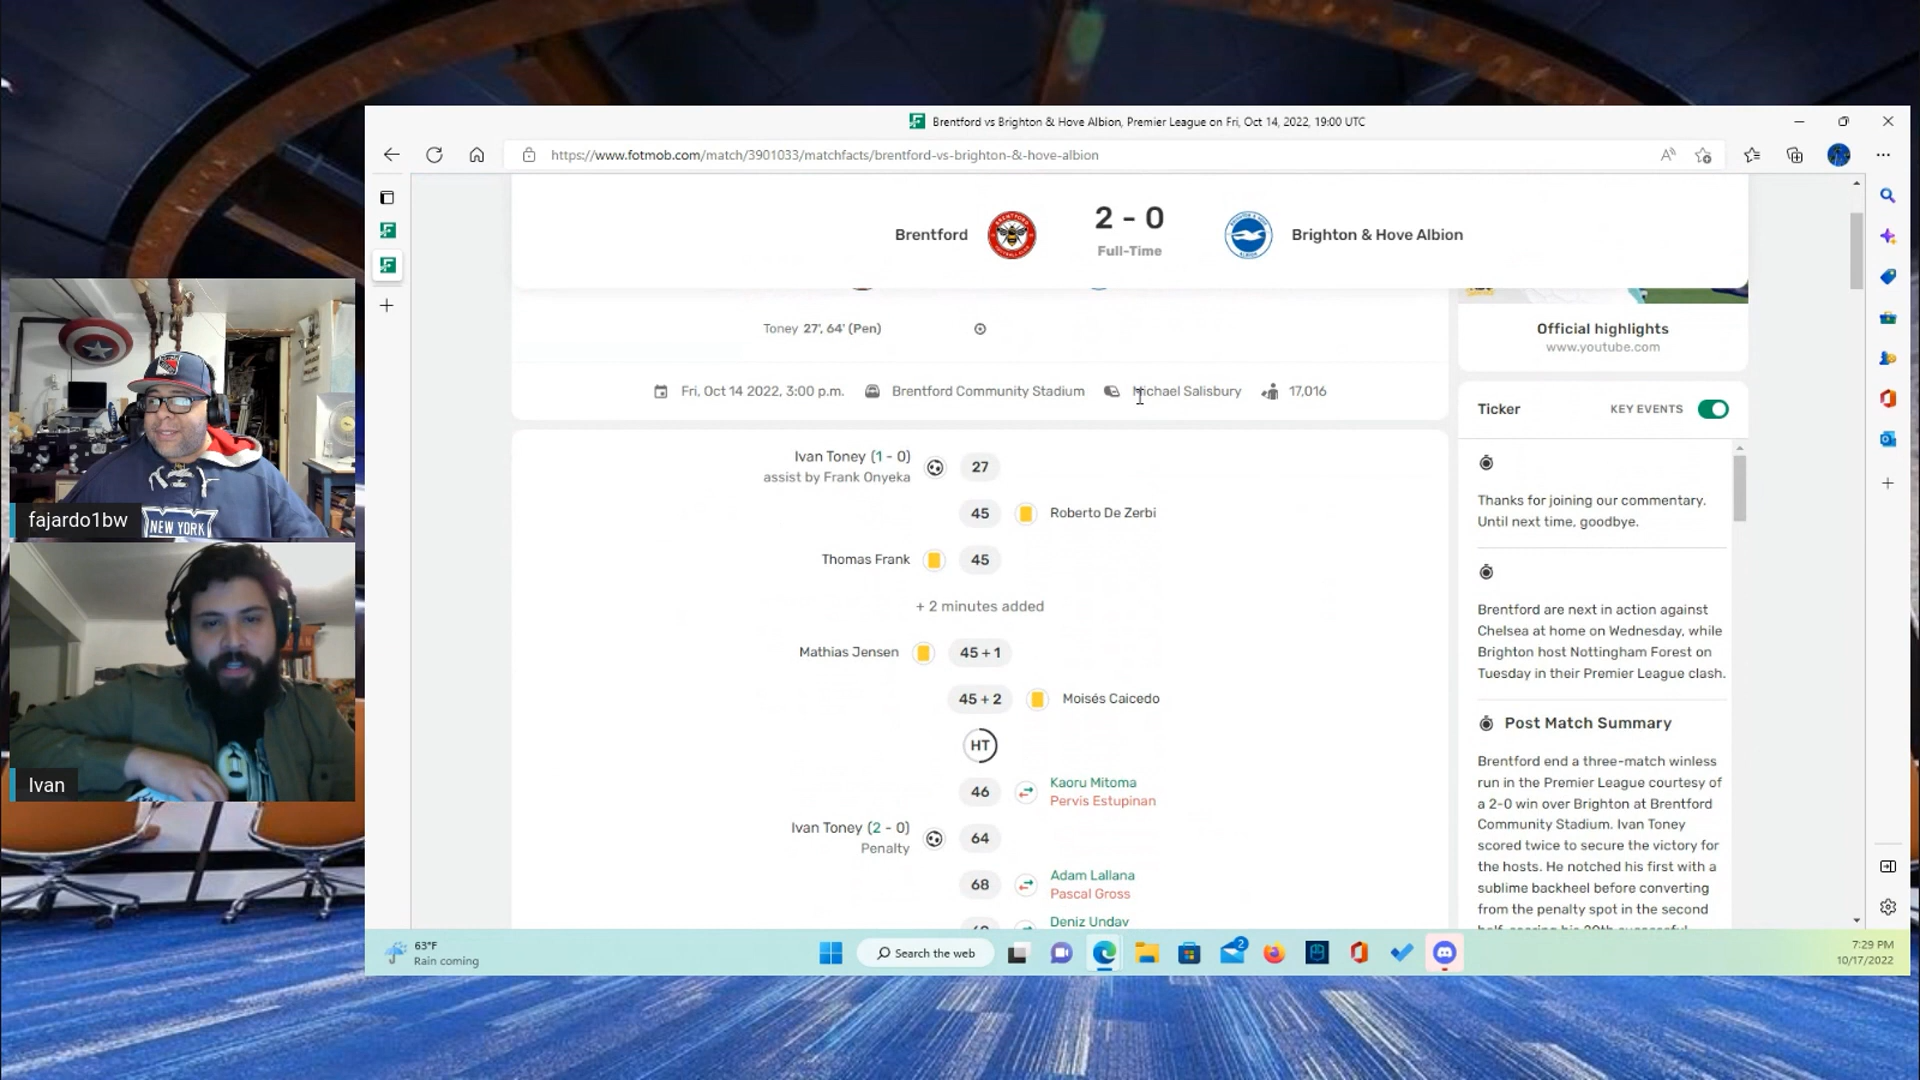 Brentford vs Brighton & Hove Albion, Premier League on Fri, Oct 14, 2022, 19:00 UTC
https://www.fotmob.com/match/3901033/matchfacts/brentford-vs-brighton-&-hove-albion
Brentford
2 - 0
Full-Time
Brighton & Hove Albion
Toney 27', 64' (Pen)
Fri, Oct 14 2022, 3:00 p.m.
Brentford Community Stadium
Michael Salisbury
17,016
Ivan Toney (1 - 0)
assist by Frank Onyeka
27
45
Roberto De Zerbi
Thomas Frank
45
+ 2 minutes added
Mathias Jensen
45 + 1
45 + 2
Moisés Caicedo
HT
46
Kaoru Mitoma
Pervis Estupinan
Ivan Toney (2 - 0)
Penalty
64
68
Adam Lallana
Pascal Gross
Deniz Undav
Official highlights
www.youtube.com
Ticker
KEY EVENTS
Thanks for joining our commentary.
Until next time, goodbye.
Brentford are next in action against
Chelsea at home on Wednesday, while
Brighton host Nottingham Forest on
Tuesday in their Premier League clash.
Post Match Summary
Brentford end a three-match winless
run in the Premier League courtesy of
a 2-0 win over Brighton at Brentford
Community Stadium. Ivan Toney
scored twice to secure the victory for
the hosts. He notched his first with a
sublime backheel before converting
from the penalty spot in the second
fajardo1bw
NEW YORK
Ivan
63°F
Rain coming
Search the web
2
7:29 PM
10/17/2022